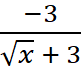 −3
√x + 3